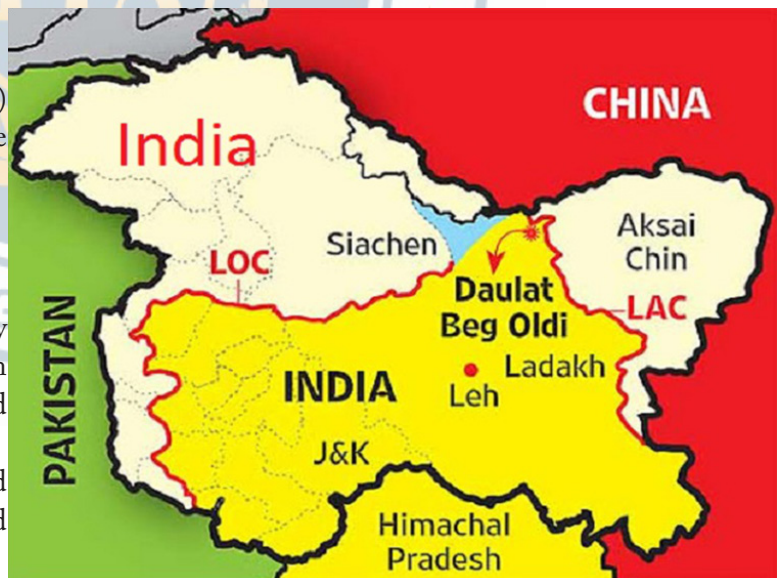 )
e
CHINA
India
Aksai
Chin
Siachen
LOC
Daulat
Beg Oldi
LAC
Ladakh
Leh
INDIA
J&K
PAKISTAN
Himachal
Pradesh
y
n
d
d
d